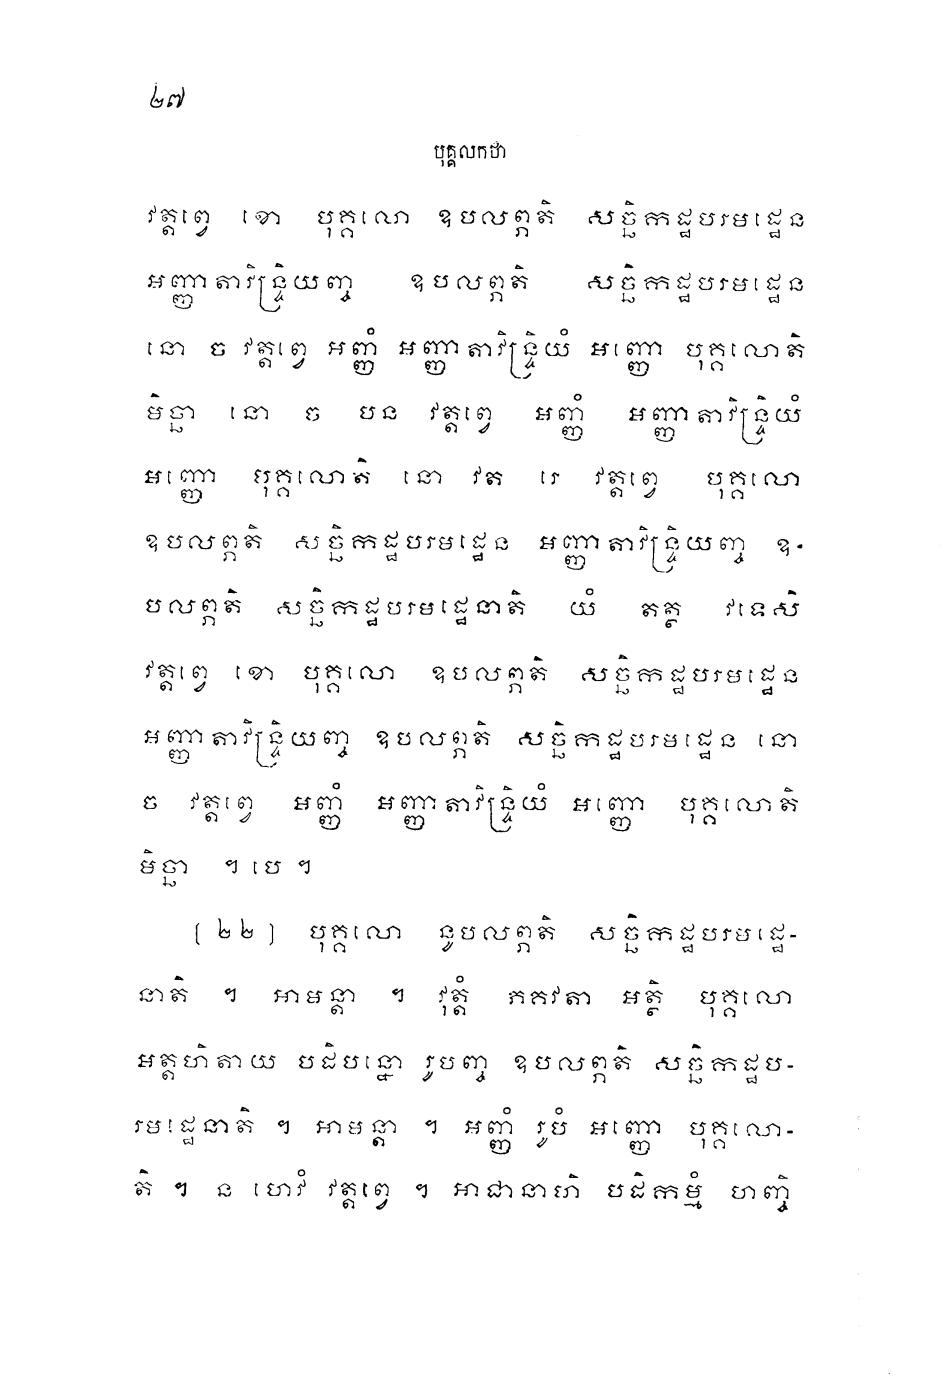 ២៧
បុគ្គលកថា
វត្តព្វេ ខោ បុគ្គលោ ឧបលព្ភតិ សច្ឆិកដ្ឋបរមដ្ឋេន
អញ្ញាតាវិន្ទ្រិយញ្ច ឧបលព្ភតិ សច្ឆិកដ្ឋបរមដ្ឋេន
នោ ច វត្តព្វេ អញ្ញំ អញ្ញាតាវិន្ទ្រិយំ អញ្ញោ បុគ្គលោតិ
មិច្ឆា នោ ច បន វត្តព្វេ អញ្ញំ អញ្ញាតាវិន្ទ្រិយំ
អញ្ញោ បុគ្គលោតិ នោ វត រេ វត្តព្វេ បុគ្គលោ
ឧបលព្ភតិ សច្ឆិកដ្ឋបរមដ្ឋេន អញ្ញាតាវិន្ទ្រិយញ្ច ឧ-
បលព្ភតិ សច្ឆិកដ្ឋបរមដ្ឋេនាតិ យំ តត្ថ វទេសិ
វត្តព្វេ ខោ បុគ្គលោ ឧបលព្ភតិ សច្ឆិកដ្ឋបរមដ្ឋេន
អញ្ញាតាវិន្ទ្រិយញ្ច ឧបលព្ភតិ សច្ឆិកដ្ឋបរមដ្ឋេន នោ
ច វត្តព្វេ អញ្ញំ អញ្ញាតាវិន្ទ្រិយំ អញ្ញោ បុគ្គលោតិ
មិច្ឆា ។ បេ ។
[២២] បុគ្គលោ នូបលព្ភតិ សច្ឆិកដ្ឋបរមដ្ឋេ-
នាតិ ។ អាមន្តា ។ វុត្តំ ភគវតា អត្ថិ បុគ្គលោ
អត្តហិតាយ បដិបន្នោ រូបញ្ច ឧបលព្ភតិ សច្ឆិកដ្ឋប-
រមដ្ឋេនាតិ ។ អាមន្តា ។ អញ្ញំ រូបំ អញ្ញោ បុគ្គលោ-
តិ ។ ន ហេវំ វត្តព្វេ ។ អាជានាហិ បដិកម្មំ ហញ្ចិ